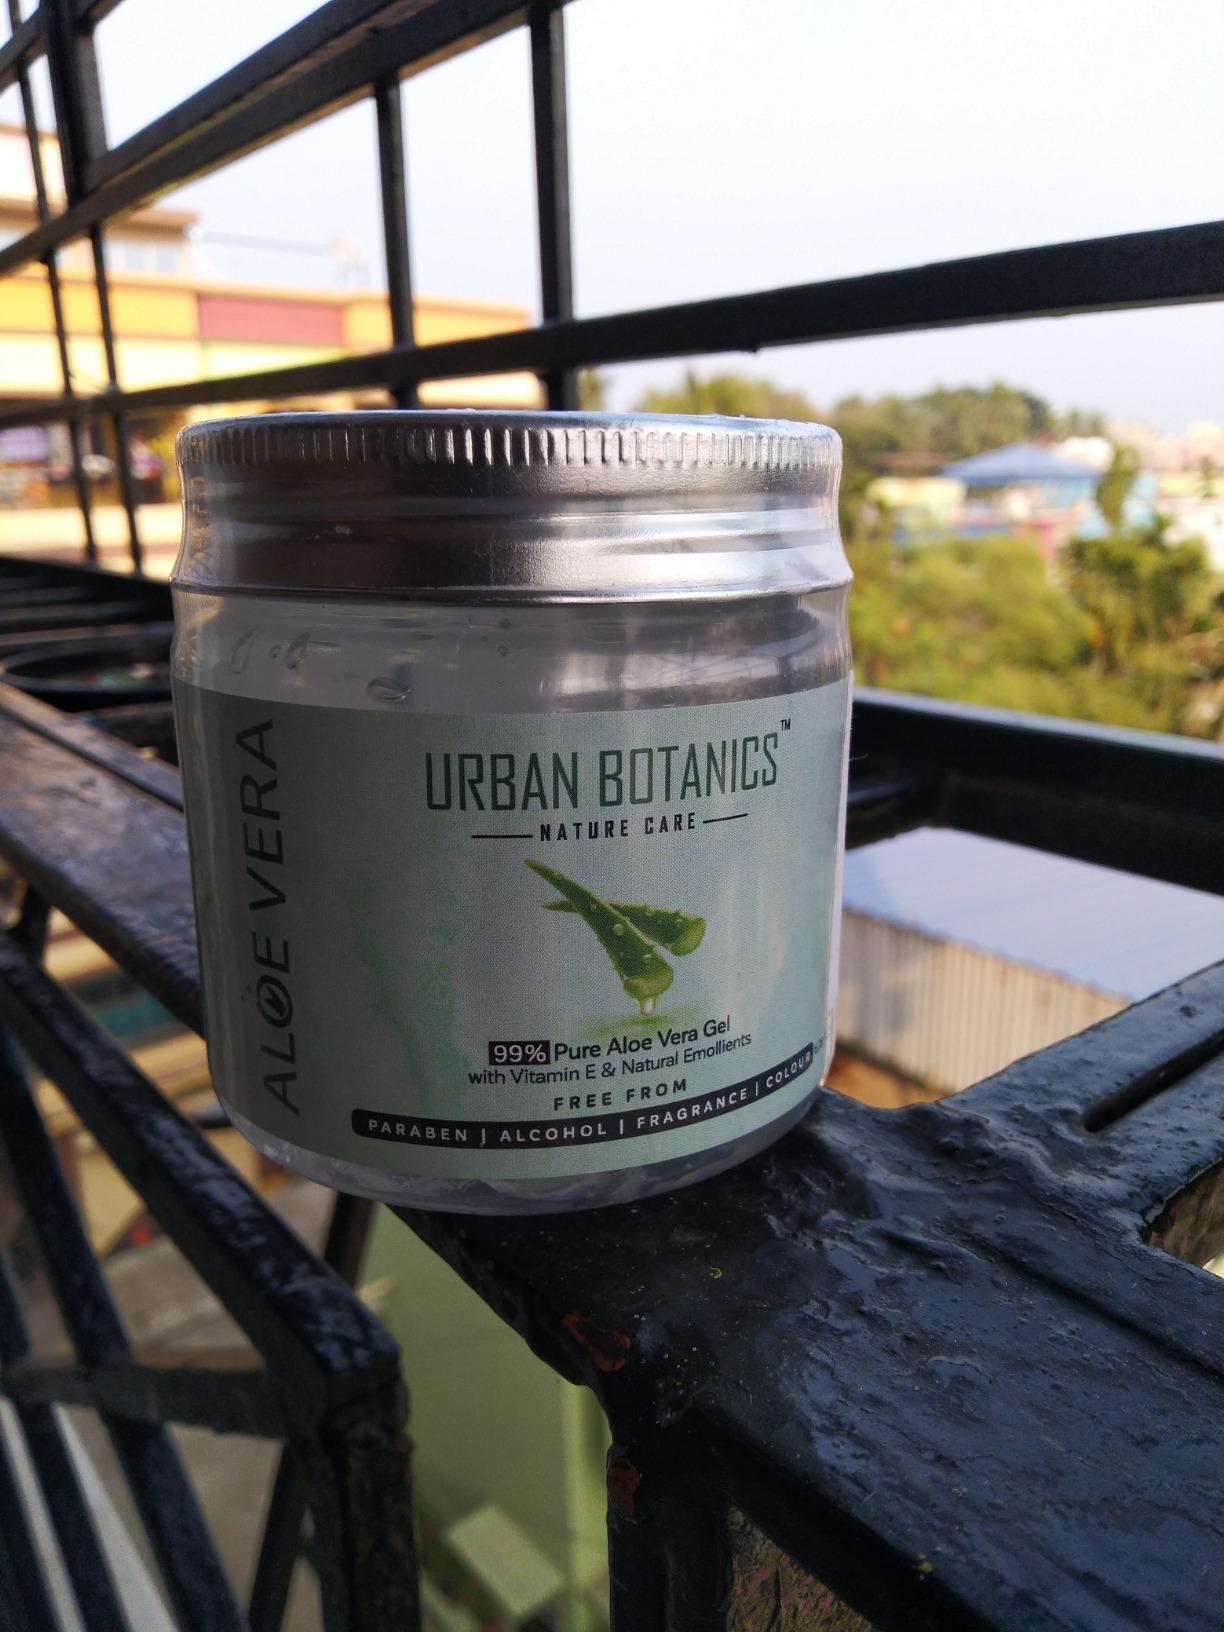 ALOE VERA
URBAN BOTANICS™
NATURE CARE
99% Pure Aloe Vera Gel
with Vitamin E & Natural Emollients
FREE FROM
PARABEN | ALCOHOL | FRAGRANCE | COLOUR